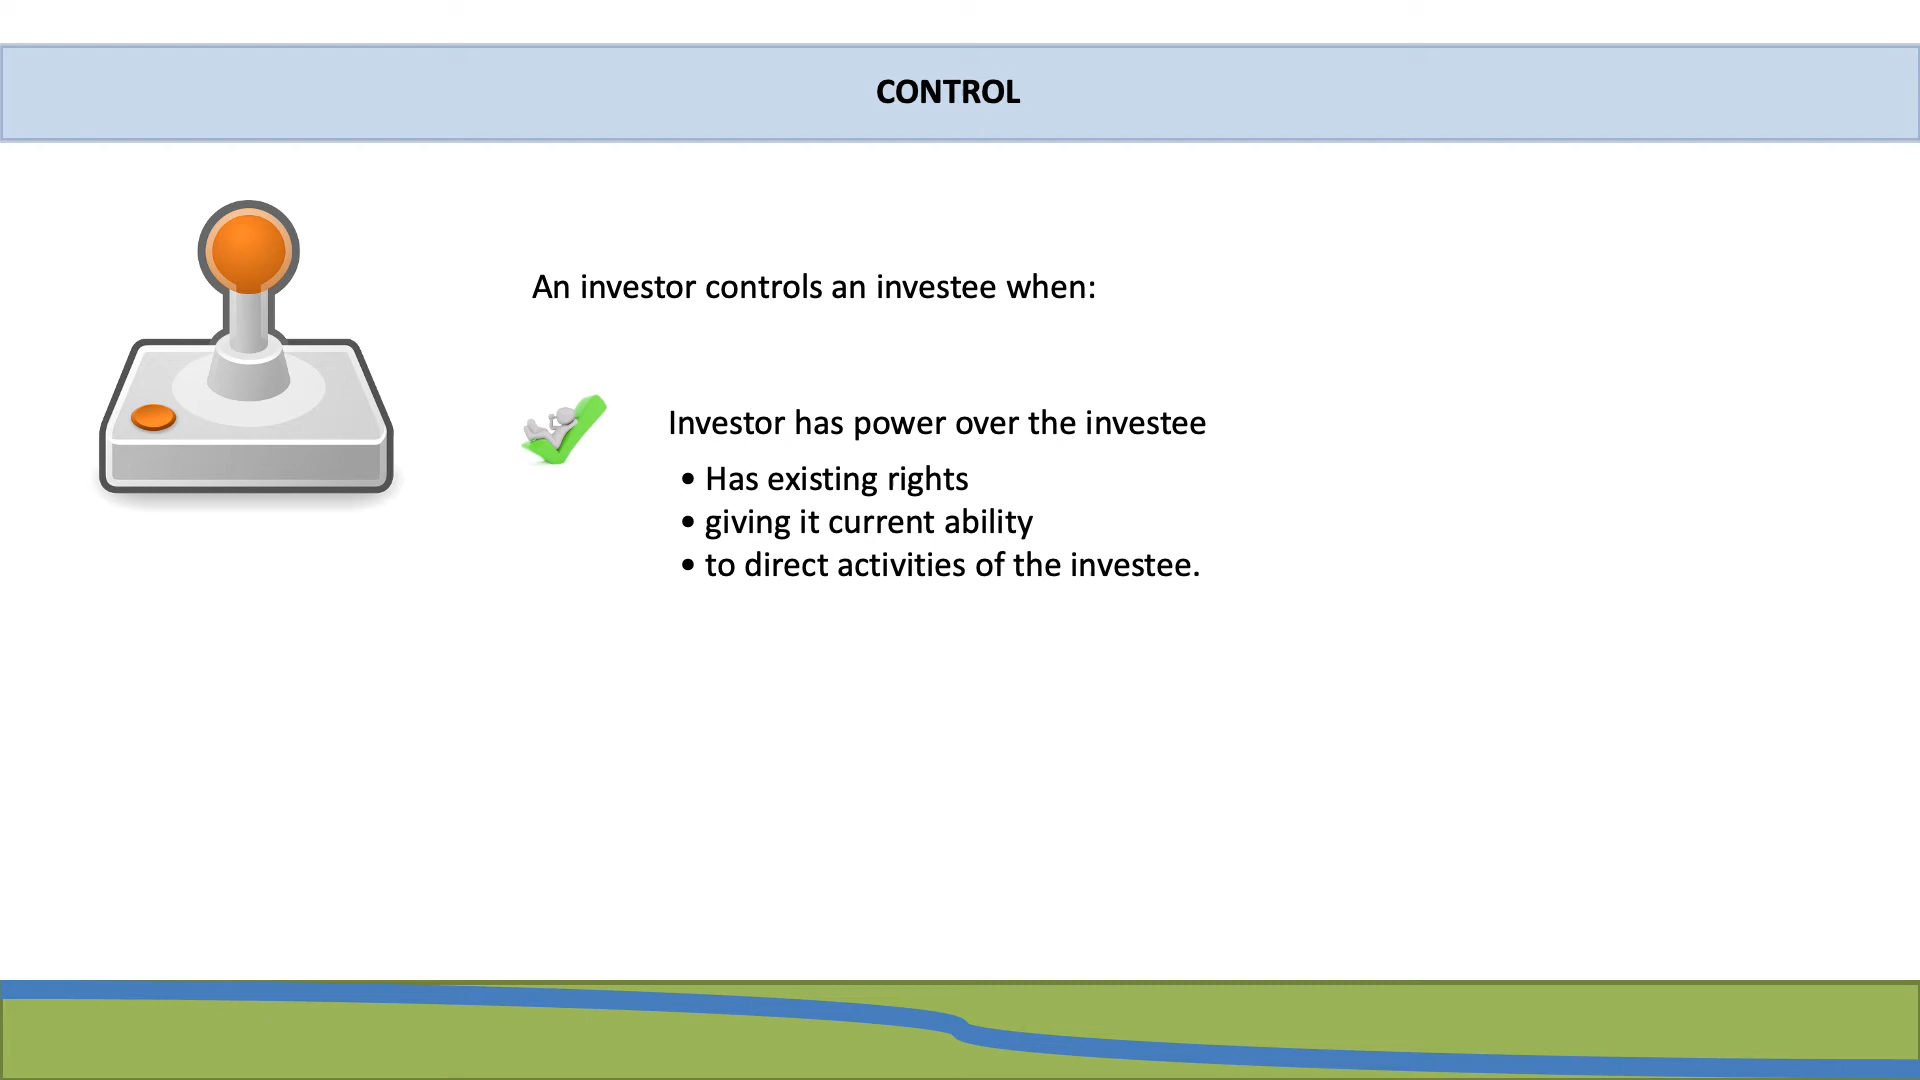 CONTROL
An investor controls an investee when:
Investor has power over the investee
• Has existing rights
• giving it current ability
• to direct activities of the investee.